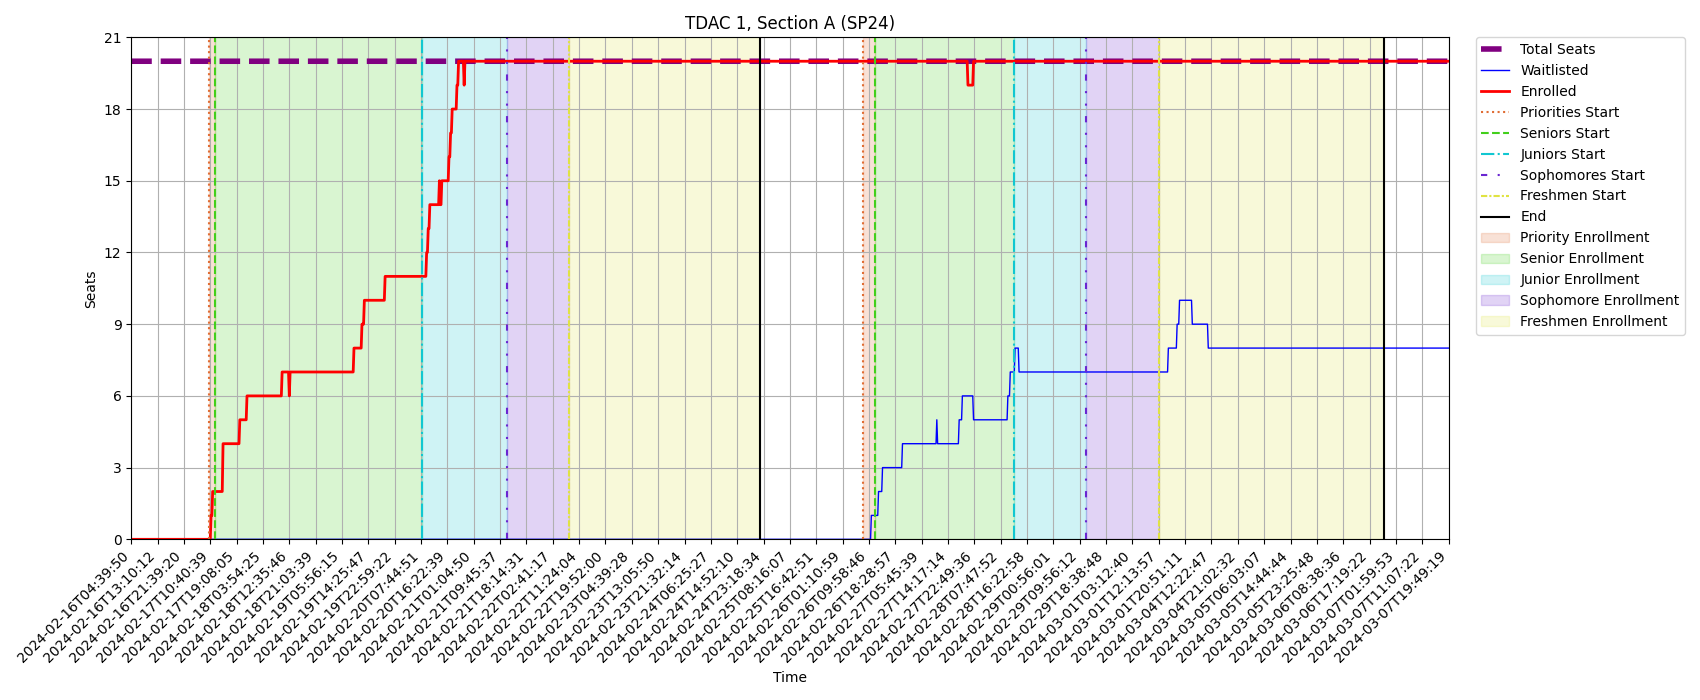 TDAC 1, Section A (SP24)
21
18
15
12
9
6
3
0
Seats
2024-02-16T04:39:50
2024-02-16T13:10:12
2024-02-16T21:39:20
2024-02-17T10:40:39
2024-02-17T19:08:05
2024-02-18T03:54:25
2024-02-18T12:35:46
2024-02-18T21:03:39
2024-02-19T05:56:15
2024-02-19T14:25:47
2024-02-19T22:59:22
2024-02-20T07:44:51
2024-02-20T16:22:39
2024-02-21T01:04:50
2024-02-21T09:45:37
2024-02-21T18:14:31
2024-02-22T02:41:17
2024-02-22T11:24:04
2024-02-22T19:52:00
2024-02-23T04:39:28
2024-02-23T13:05:50
2024-02-23T21:32:14
2024-02-24T06:25:27
2024-02-24T14:52:10
2024-02-24T23:18:34
2024-02-25T08:16:07
2024-02-25T16:42:51
2024-02-26T01:10:59
2024-02-26T09:58:46
2024-02-26T18:28:57
2024-02-27T05:45:39
2024-02-27T14:17:14
2024-02-27T22:49:36
2024-02-28T07:47:52
2024-02-28T16:22:58
2024-02-29T00:56:01
2024-02-29T09:56:12
2024-02-29T18:38:48
2024-03-01T03:12:40
2024-03-01T12:13:57
2024-03-01T20:51:11
2024-03-04T12:22:47
2024-03-04T21:02:32
2024-03-05T06:03:07
2024-03-05T14:44:44
2024-03-05T23:25:48
2024-03-06T08:38:36
2024-03-06T17:19:22
2024-03-07T11:07:22
2024-03-07T19:49:19
Time
Total Seats
Waitlisted
Enrolled
Priorities Start
Seniors Start
Juniors Start
Sophomores Start
Freshmen Start
End
Priority Enrollment
Senior Enrollment
Junior Enrollment
Sophomore Enrollment
Freshmen Enrollment